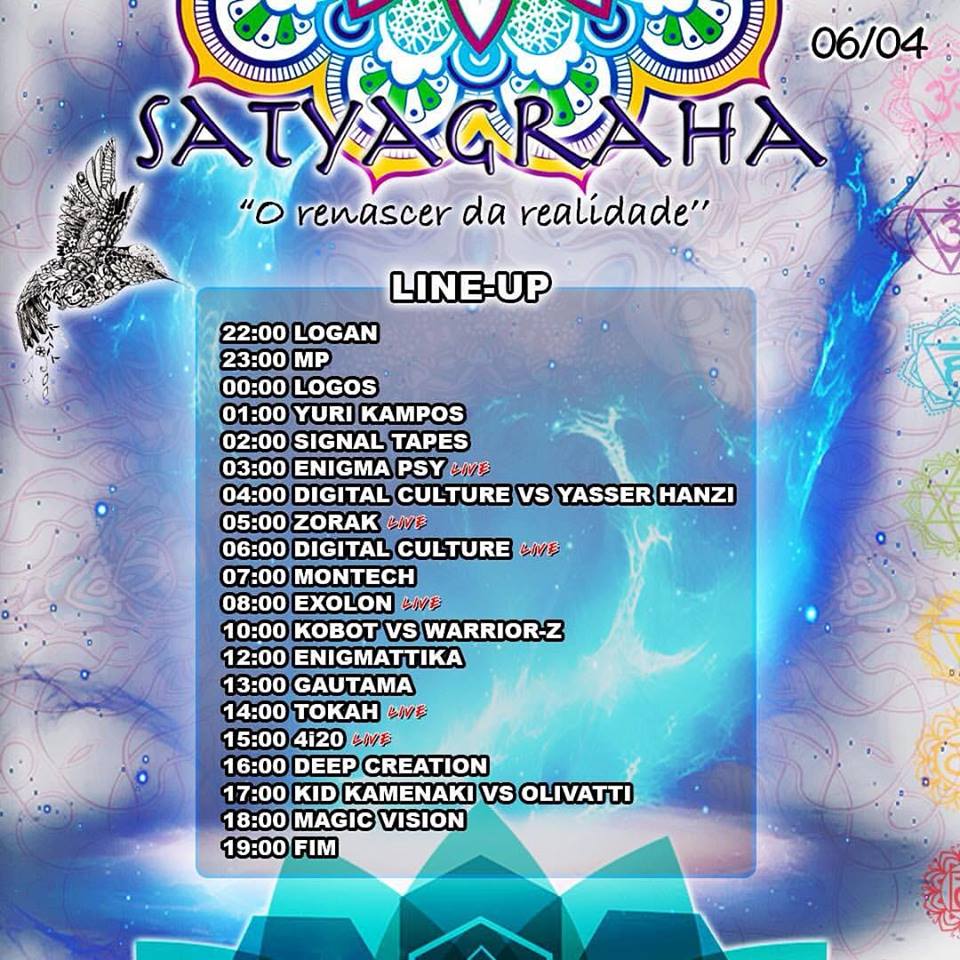 06/04
SATYAGRAHA
"O renascer da realidade"
LINE-UP
22:00 LOGAN
23:00 MP
00:00 LOGOS
01:00 YURI KAMPOS
02:00 SIGNAL TAPES
03:00 ENIGMA PSY LIVE
04:00 DIGITAL CULTURE VS YASSER HANZI
05:00 ZORAK LIVE
06:00 DIGITAL CULTURE LIVE
07:00 MONTECH
08:00 EXOLON LIVE
10:00 KOBOT VS WARRIOR-Z
12:00 ENIGMATTIKA
13:00 GAUTAMA
14:00 TOKAH LIVE
15:00 4i20 LIVE
16:00 DEEP CREATION
17:00 KID KAMENAKI VS OLIVATTI
18:00 MAGIC VISION
19:00 FIM